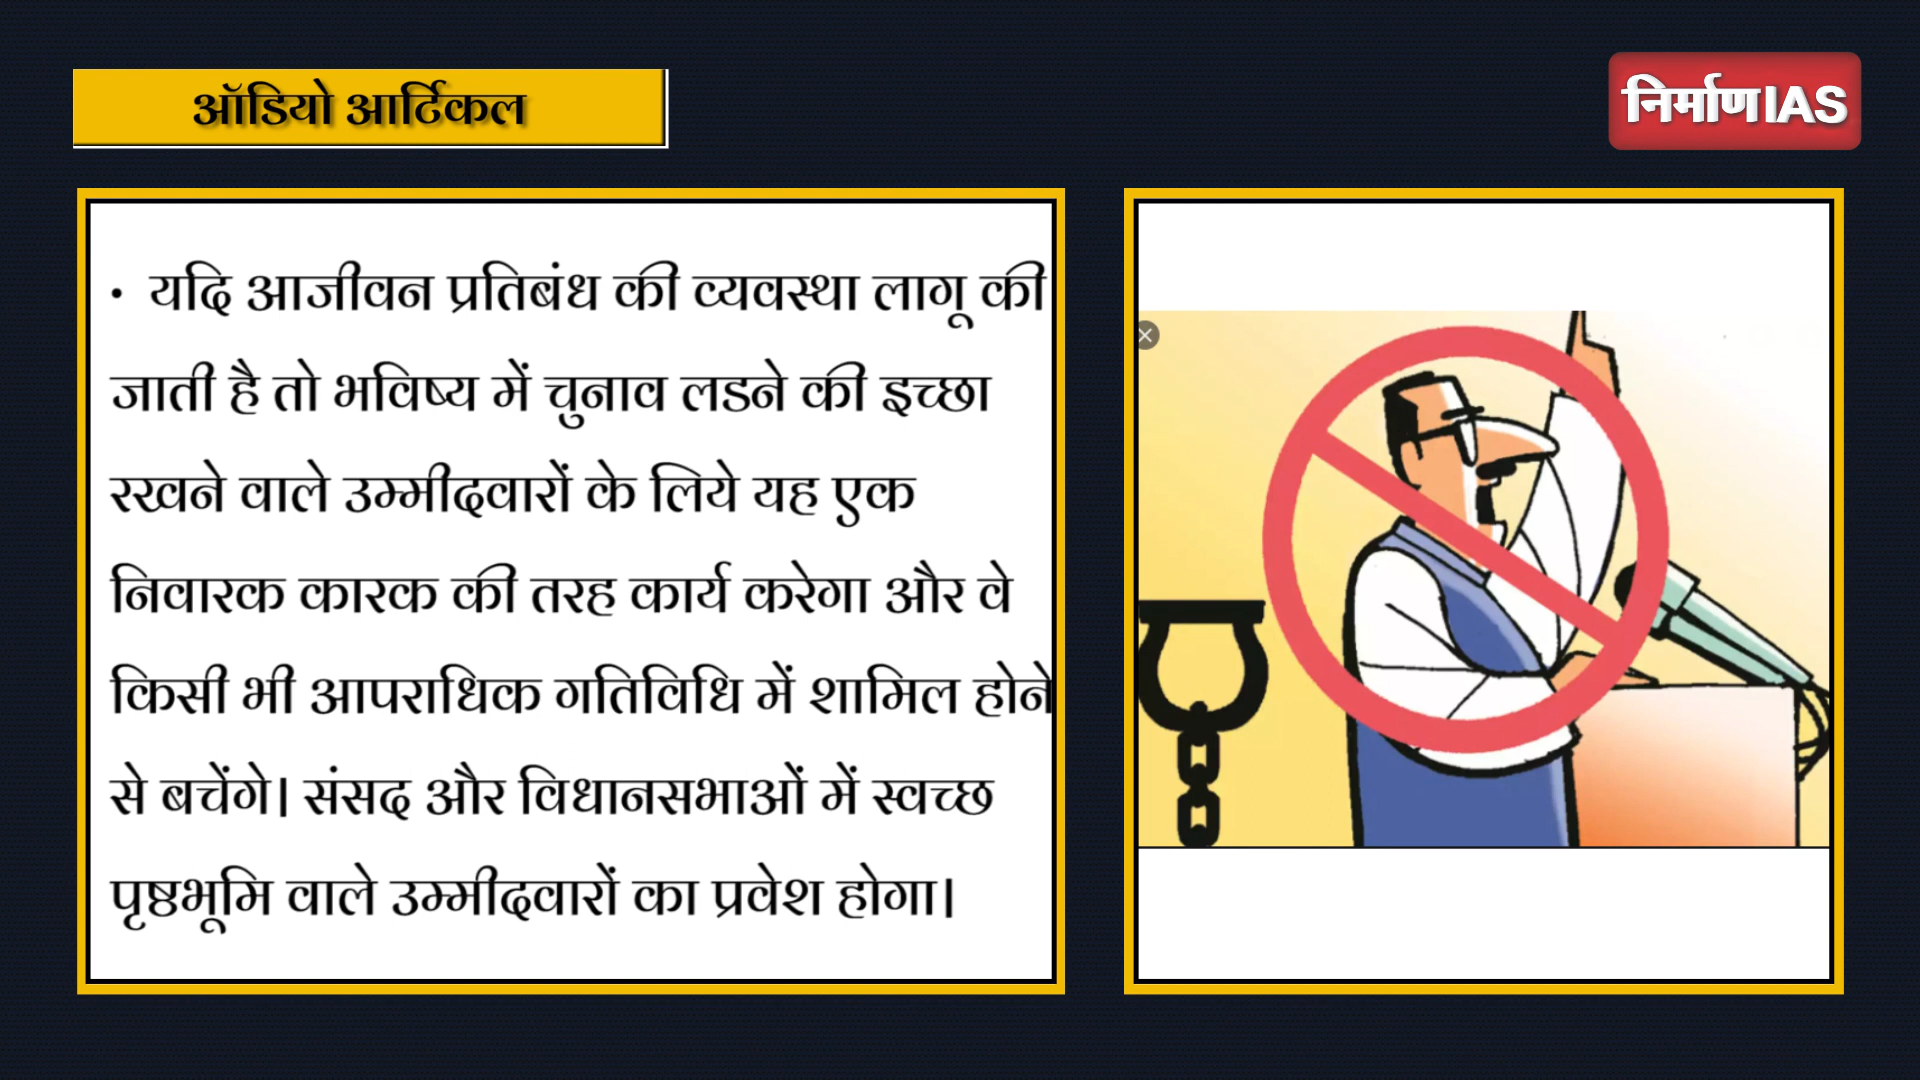 ऑडियो आर्टिकल
निर्माण IAS
• यदि आजीवन प्रतिबंध की व्यवस्था लागू की
जाती है तो भविष्य में चुनाव लडने की इच्छा
रखने वाले उम्मीदवारों के लिये यह एक
निवारक कारक की तरह कार्य करेगा और वे
किसी भी आपराधिक गतिविधि में शामिल होने
से बचेंगे। संसद और विधानसभाओं में स्वच्छ
पृष्ठभूमि वाले उम्मीदवारों का प्रवेश होगा।